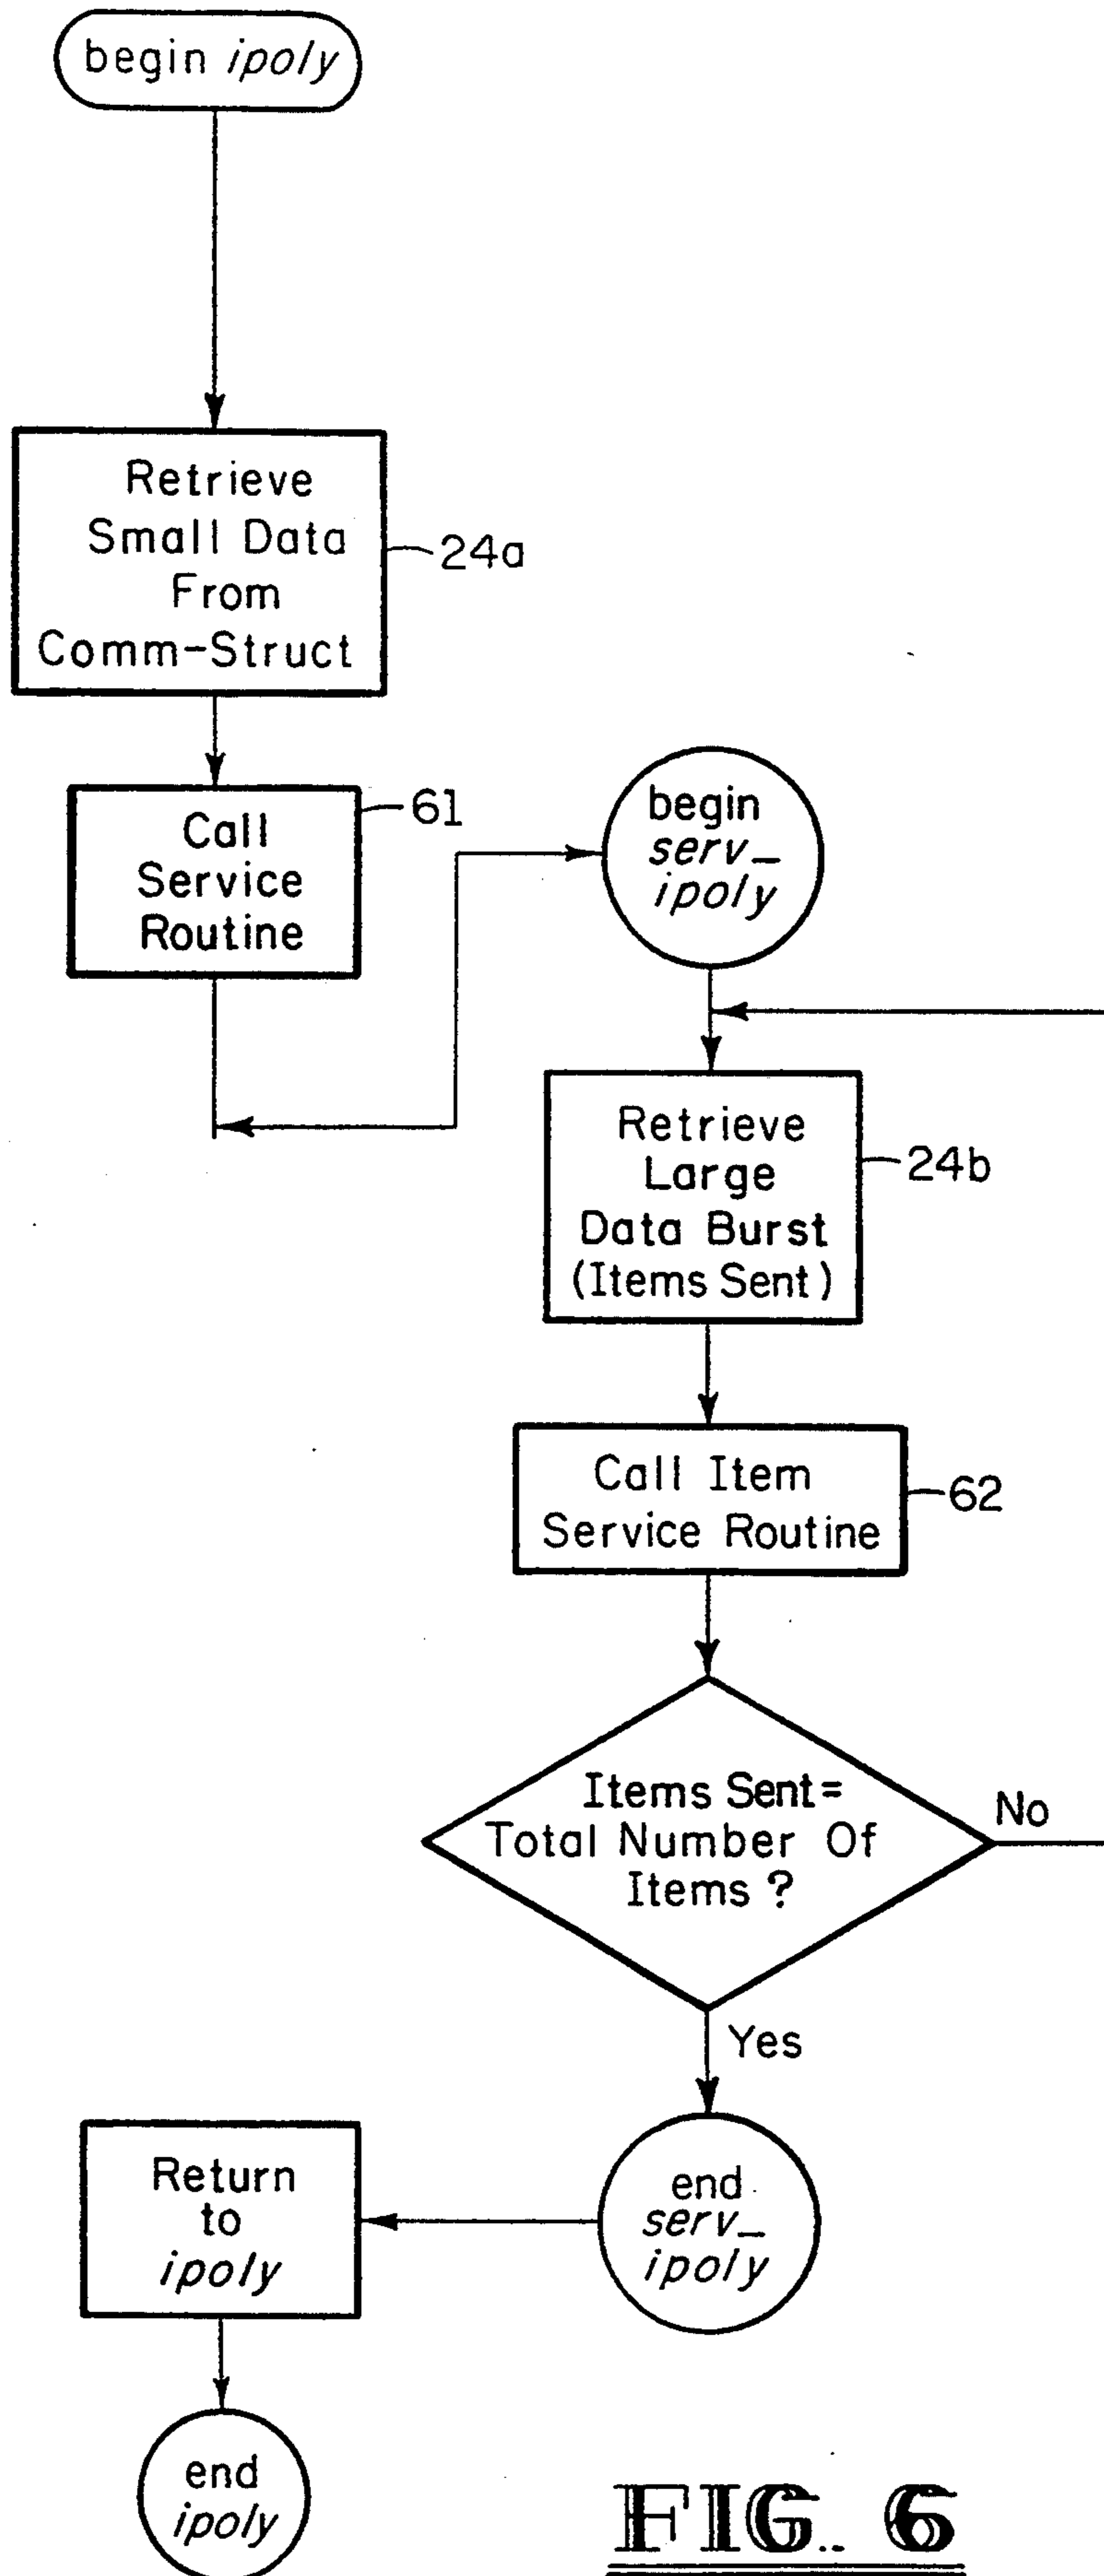 begin ipoly
Retrieve
Small Data
From
Comm-Struct
24a
Call
Service
Routine
61
begin
serv_
ipoly
Retrieve
Large
Data Burst
(Items Sent)
24b
Call Item
Service Routine
62
Items Sent=
Total Number Of
Items?
No
Yes
end
serv_
ipoly
Return
to
ipoly
end
ipoly
FIG. 6